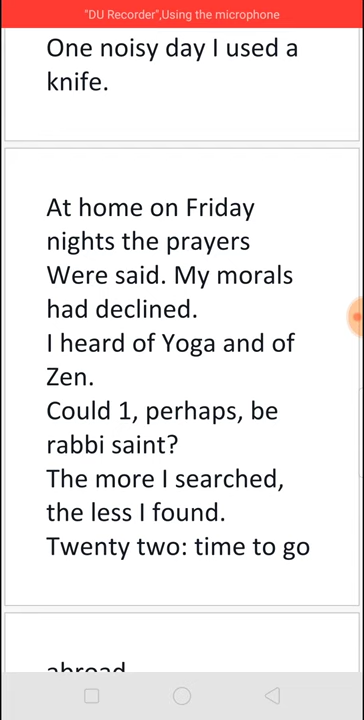 "DU Recorder",Using the microphone
One noisy day I used a
knife.
At home on Friday
nights the prayers
Were said. My morals
had declined.
I heard of Yoga and of
Zen.
Could 1, perhaps, be
rabbi saint?
The more I searched,
the less I found.
Twenty two: time to go
abroad